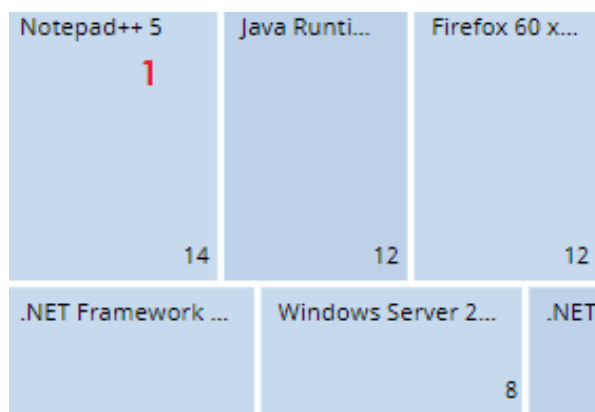 Notepad++ 5
Java Runti...
Firefox 60 x...
1
14
12
12
.NET Framework ...
Windows Server 2...
.NET
8